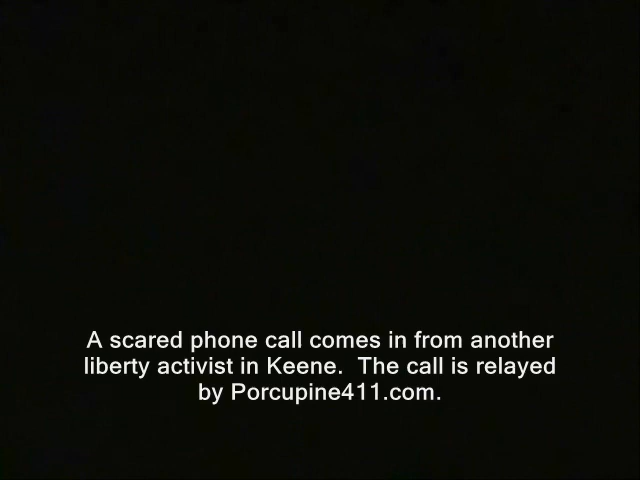 A scared phone call comes in from another
liberty activist in Keene.  The call is relayed
by Porcupine411.com.